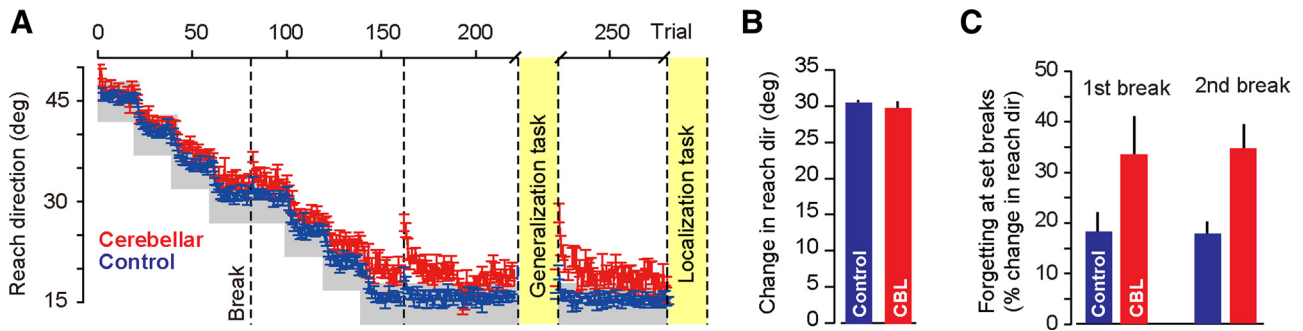 A
0 50 100 150 200 250 Trial
Reach direction (deg)
45
30
15
Cerebellar
Control
Break
Generalization task
Localization task
B
Change in reach dir (deg)
35
30
25
20
15
10
5
0
Control
CBL
C
Forgetting at set breaks
(% change in reach dir)
50
40
30
20
10
0
1st break
2nd break
Control
CBL